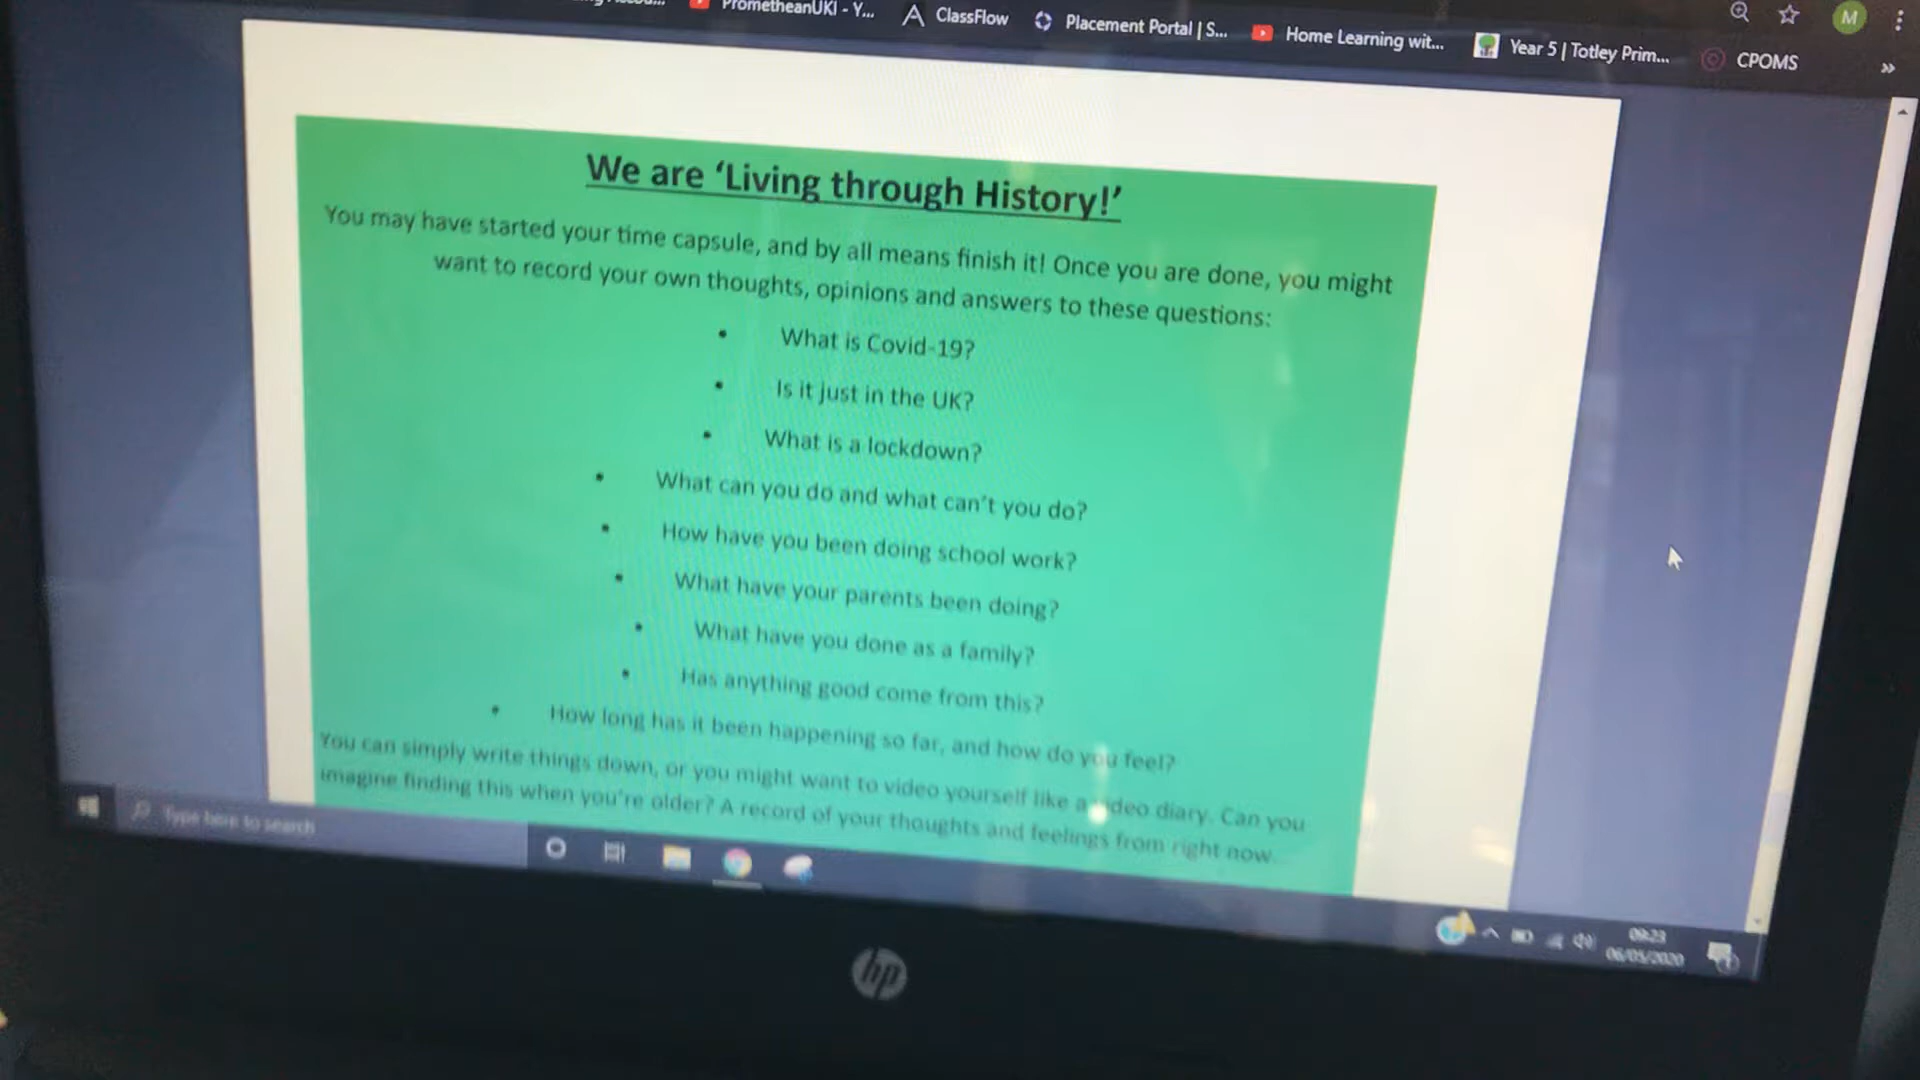 PrometheanUKI - Y...
ClassFlow
Placement Portal | S...
Home Learning wit...
Year 5 | Totley Prim...
CPOMS
»
M
We are ‘Living through History!’
You may have started your time capsule, and by all means finish it! Once you are done, you might
want to record your own thoughts, opinions and answers to these questions:
• What is Covid-19?
• Is it just in the UK?
• What is a lockdown?
• What can you do and what can't you do?
• How have you been doing school work?
• What have your parents been doing?
• What have you done as a family?
• Has anything good come from this?
• How long has it been happening so far, and how do you feel?
You can simply write things down, or you might want to video yourself like a video diary. Can you
imagine finding this when you're older? A record of your thoughts and feelings from right now.
Type here to search
09:23
06/05/2020
hp